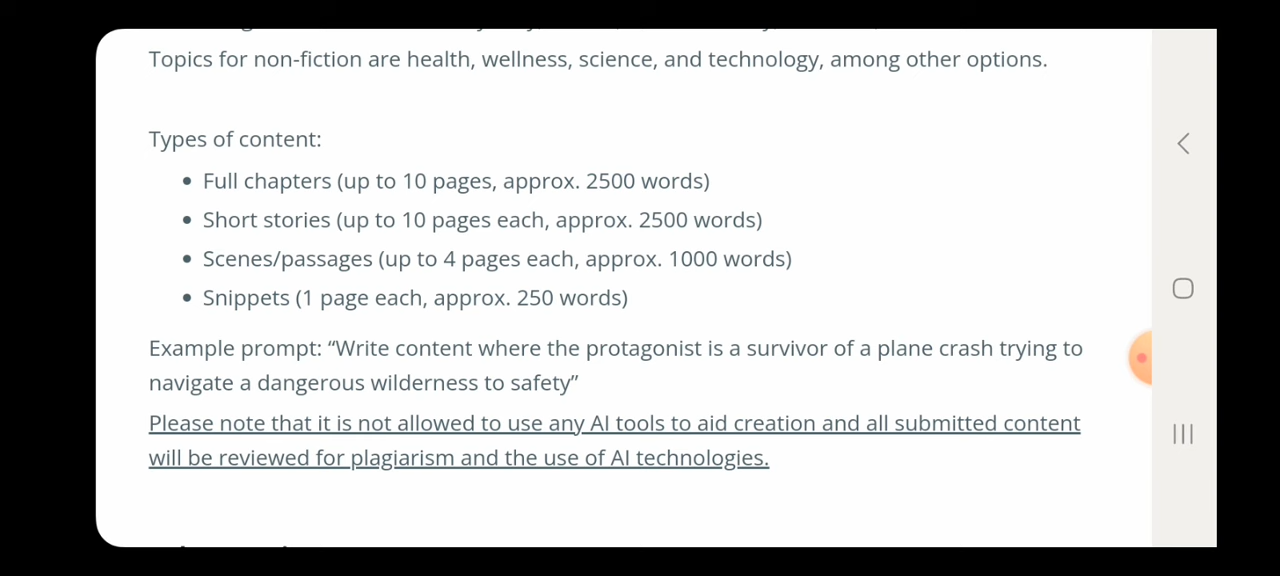 Topics for non-fiction are health, wellness, science, and technology, among other options.
Types of content:
• Full chapters (up to 10 pages, approx. 2500 words)
• Short stories (up to 10 pages each, approx. 2500 words)
• Scenes/passages (up to 4 pages each, approx. 1000 words)
• Snippets (1 page each, approx. 250 words)
Example prompt: “Write content where the protagonist is a survivor of a plane crash trying to
navigate a dangerous wilderness to safety”
Please note that it is not allowed to use any AI tools to aid creation and all submitted content
will be reviewed for plagiarism and the use of AI technologies.